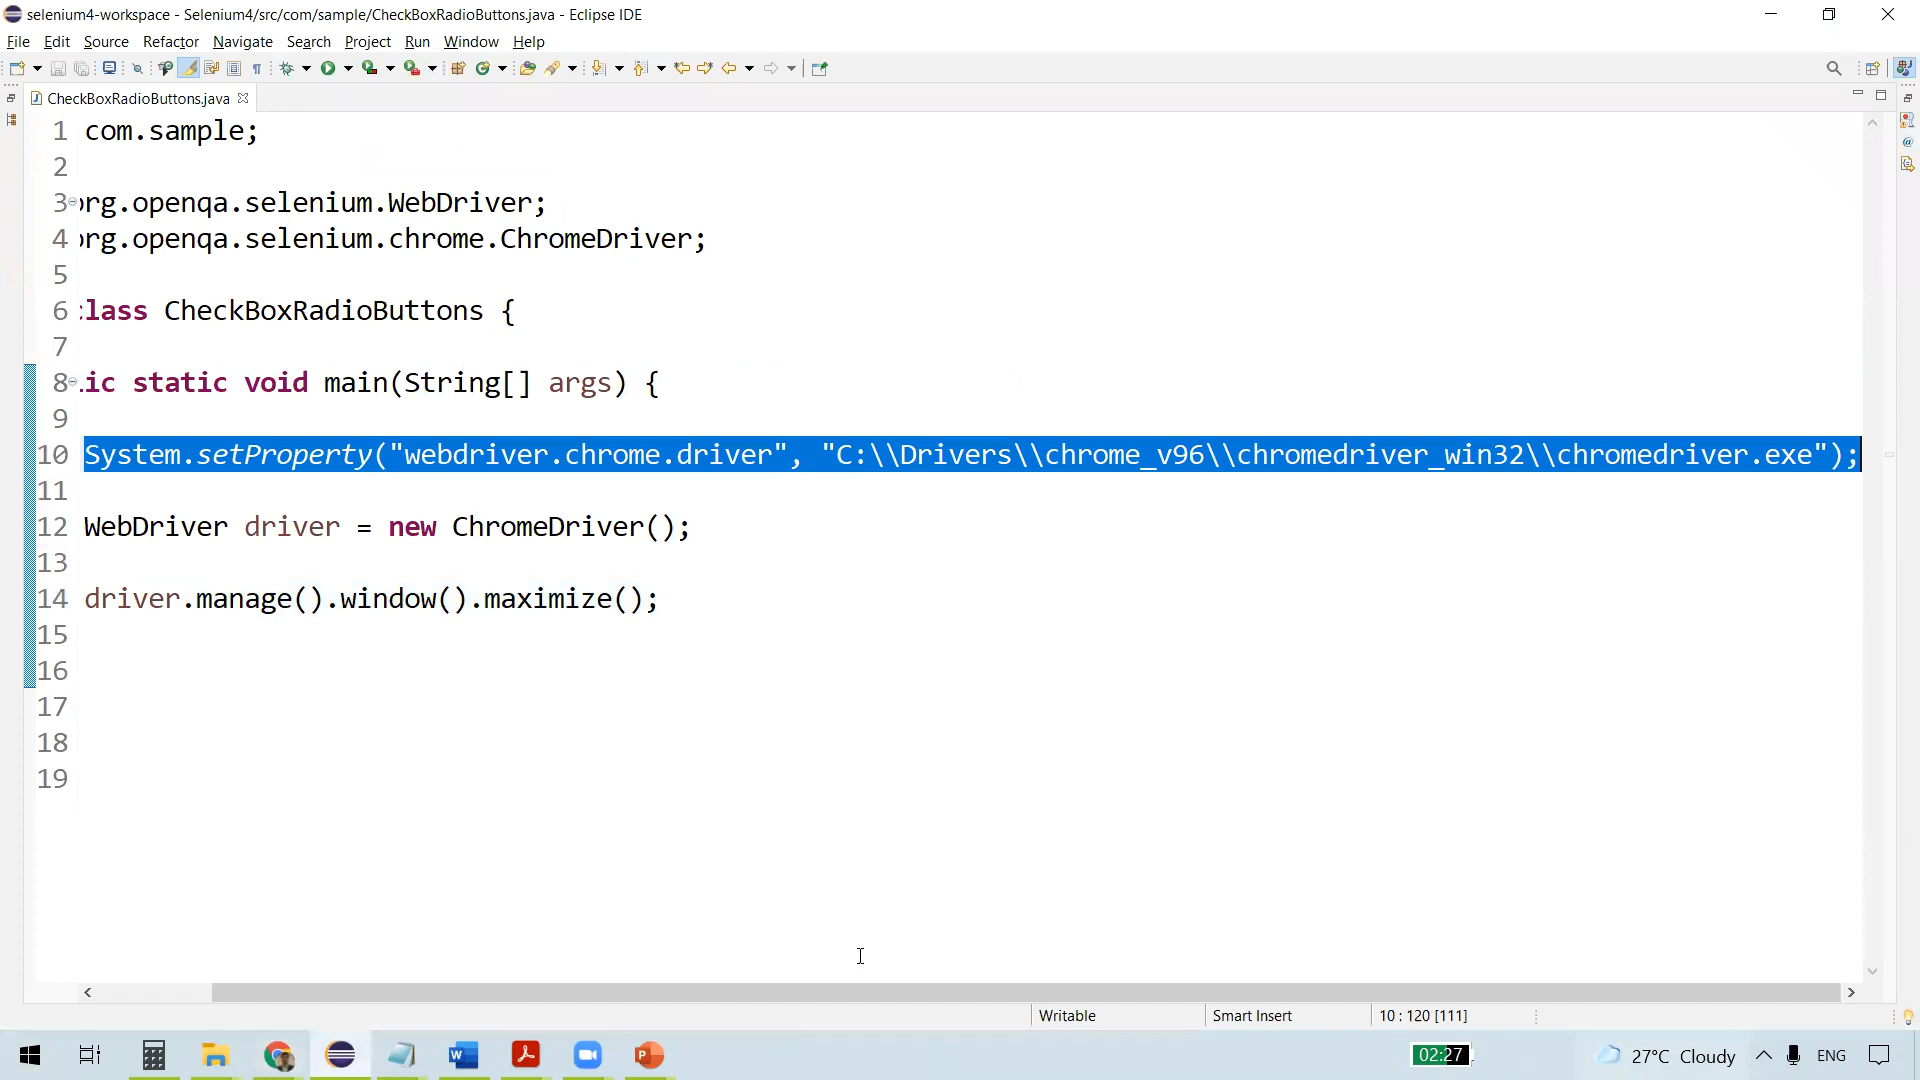 selenium4-workspace - Selenium4/src/com/sample/CheckBoxRadioButtons.java - Eclipse IDE
File Edit Source Refactor Navigate Search Project Run Window Help
CheckBoxRadioButtons.java
1 com.sample;
2
3 org.openqa.selenium.WebDriver;
4 org.openqa.selenium.chrome.ChromeDriver;
5
6 class CheckBoxRadioButtons {
7
8 ic static void main(String[] args) {
9
10 System.setProperty("webdriver.chrome.driver", "C:\\Drivers\\chrome_v96\\chromedriver_win32\\chromedriver.exe");
11
12 WebDriver driver = new ChromeDriver();
13
14 driver.manage().window().maximize();
15
16
17
18
19
Writable Smart Insert 10 : 120 [111]
02:27 27°C Cloudy ENG